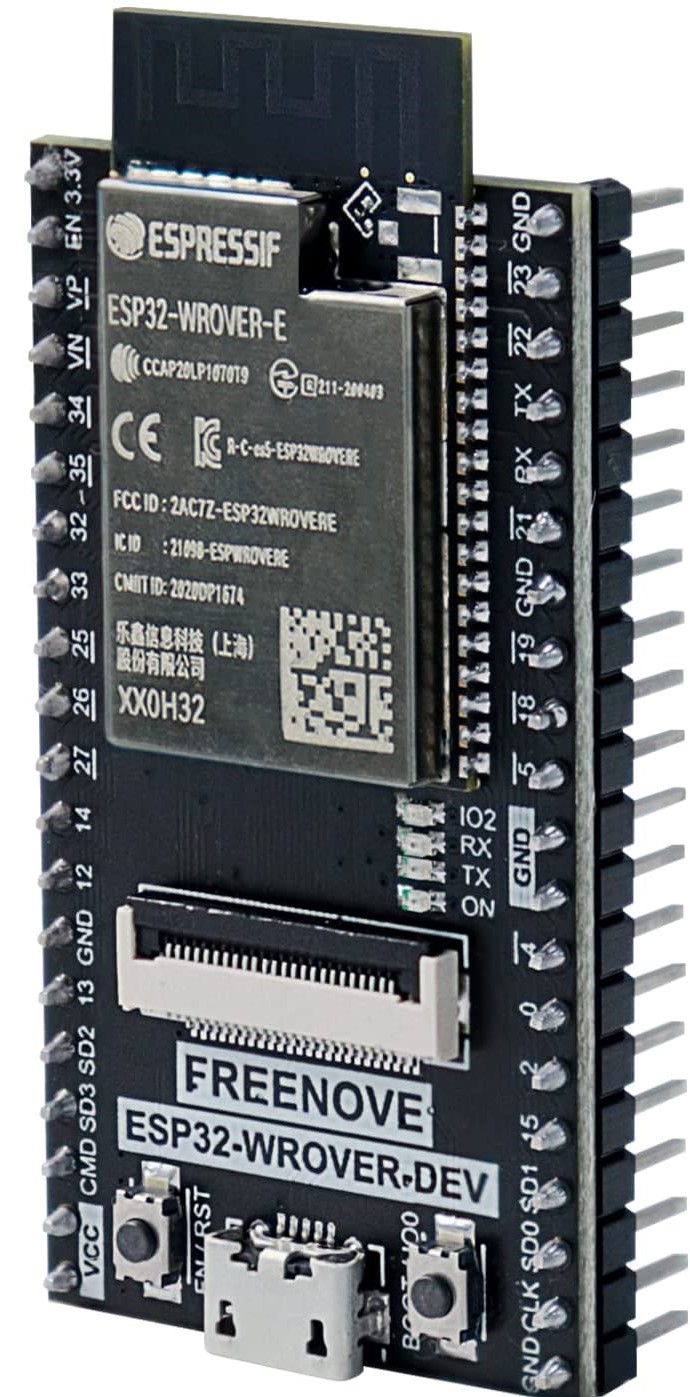 ESPRESSIF
ESP32-WROVER-E
CCAP20LP1070T9
R 211-200403
CE
R-C-es5-ESP32WROVERE
FCC ID : 2AC7Z-ESP32WROVERE
IC ID : 21098-ESPWROVERE
CMIIT ID: 2020DP1674
乐鑫信息科技（上海）
股份有限公司
XX0H32
3.3V
EN
VP
VN
34
35
32
33
25
26
27
14
12
GND
13
SD2
SD3
CMD
VCC
GND
23
22
TX
RX
21
GND
19
18
5
GND
4
0
2
15
SD1
SD0
CLK
GND
IO2
RX
TX
ON
FREENOVE
ESP32-WROVER-DEV
EN / RST